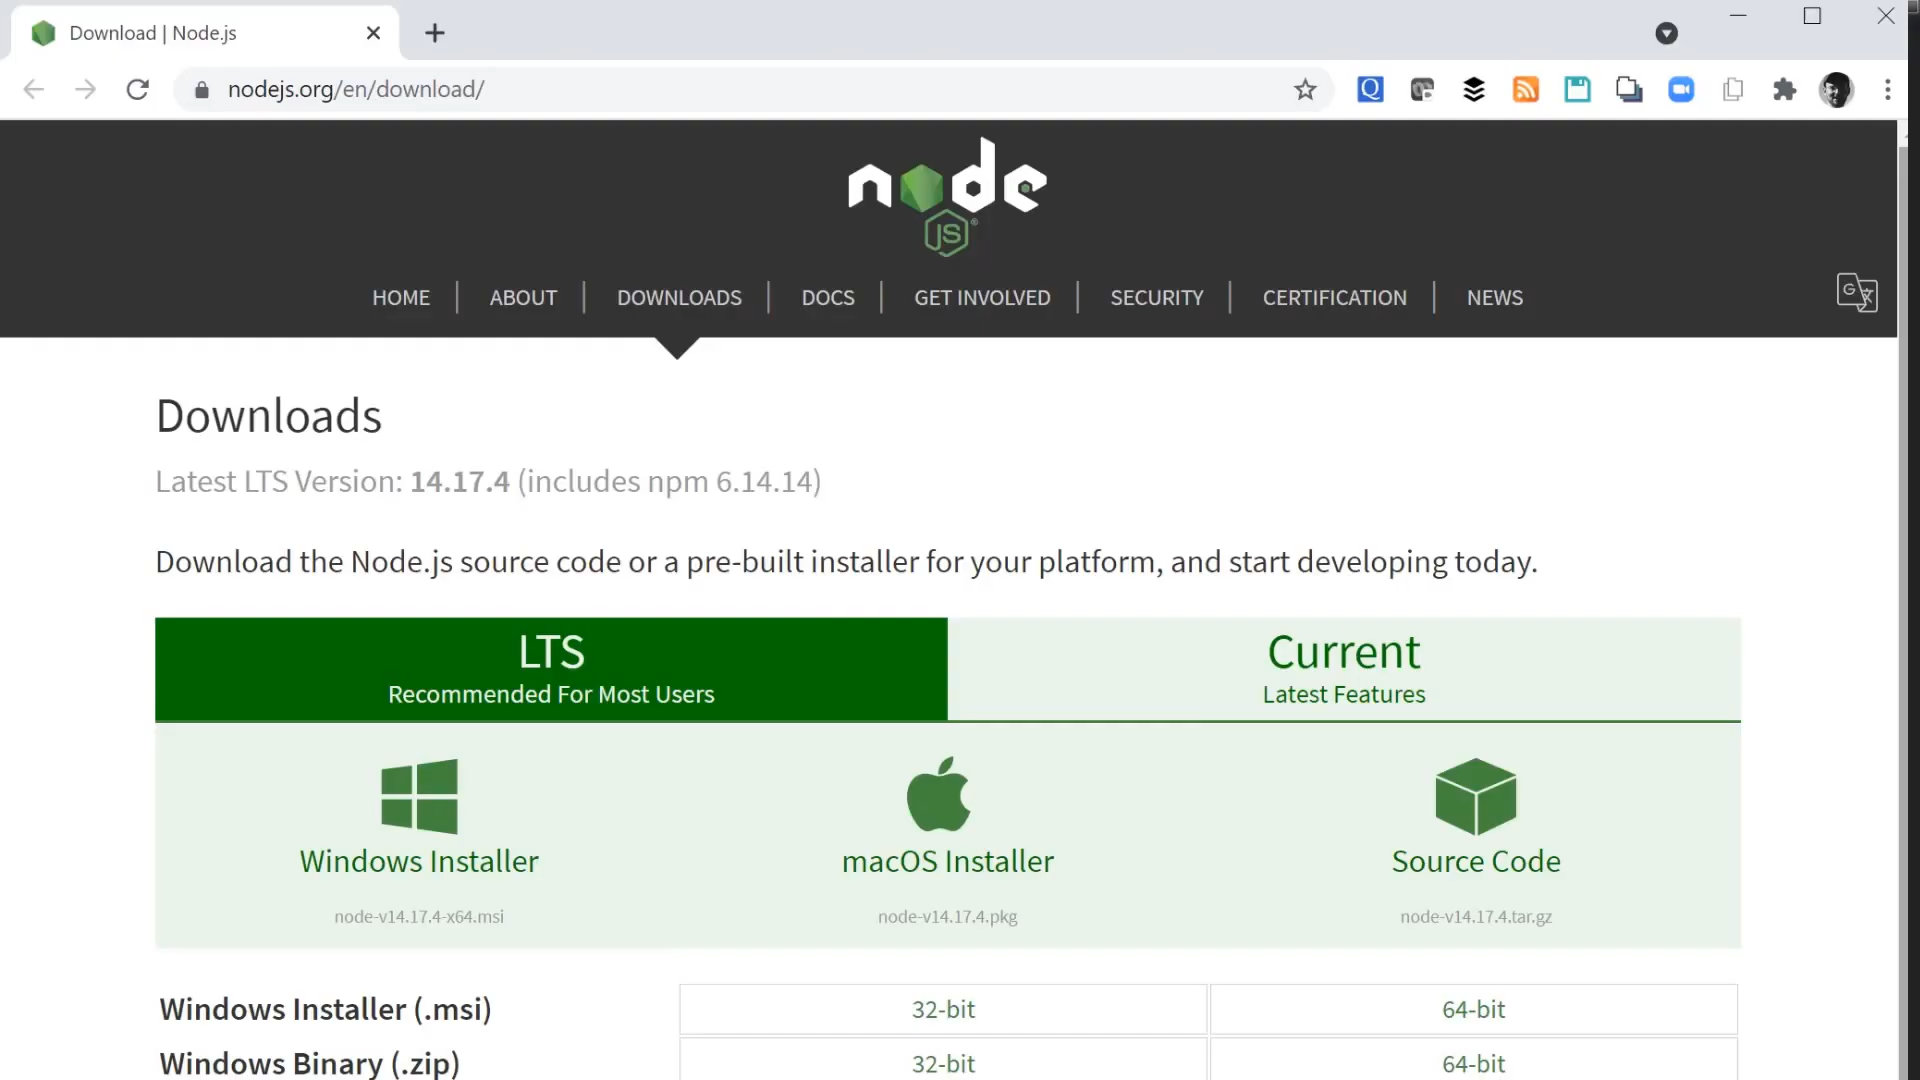 Download | Node.js
nodejs.org/en/download/
node
JS
HOME
ABOUT
DOWNLOADS
DOCS
GET INVOLVED
SECURITY
CERTIFICATION
NEWS
Downloads
Latest LTS Version: 14.17.4 (includes npm 6.14.14)
Download the Node.js source code or a pre-built installer for your platform, and start developing today.
LTS
Recommended For Most Users
Current
Latest Features
Windows Installer
node-v14.17.4-x64.msi
macOS Installer
node-v14.17.4.pkg
Source Code
node-v14.17.4.tar.gz
Windows Installer (.msi)
32-bit
64-bit
Windows Binary (.zip)
32-bit
64-bit